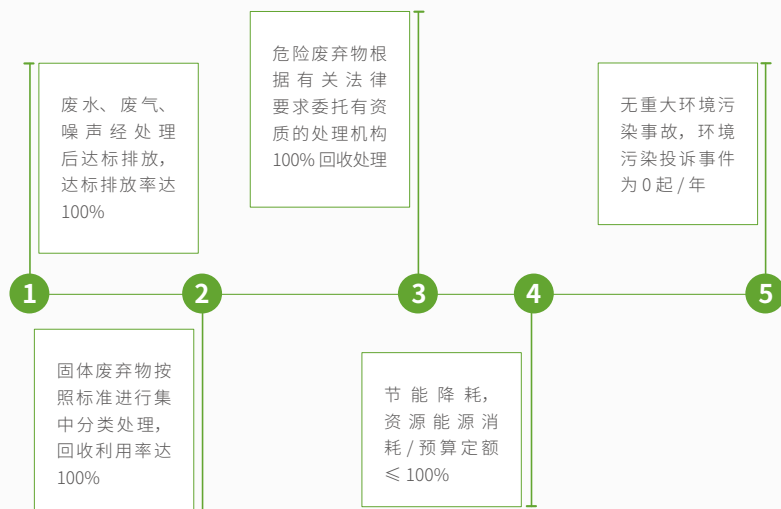 危险废弃物根
据有关法律
要求委托有资
质的处理机构
100% 回收处理
废水、废气、
噪声经处理
后达标排放，
达标排放率达
100%
无重大环境污
染事故，环境
污染投诉事件
为 0 起 / 年
1
2
3
4
5
固体废弃物按
照标准进行集
中分类处理，
回收利用率达
100%
节能降耗，
资源能源消
耗 / 预算定额
≤ 100%